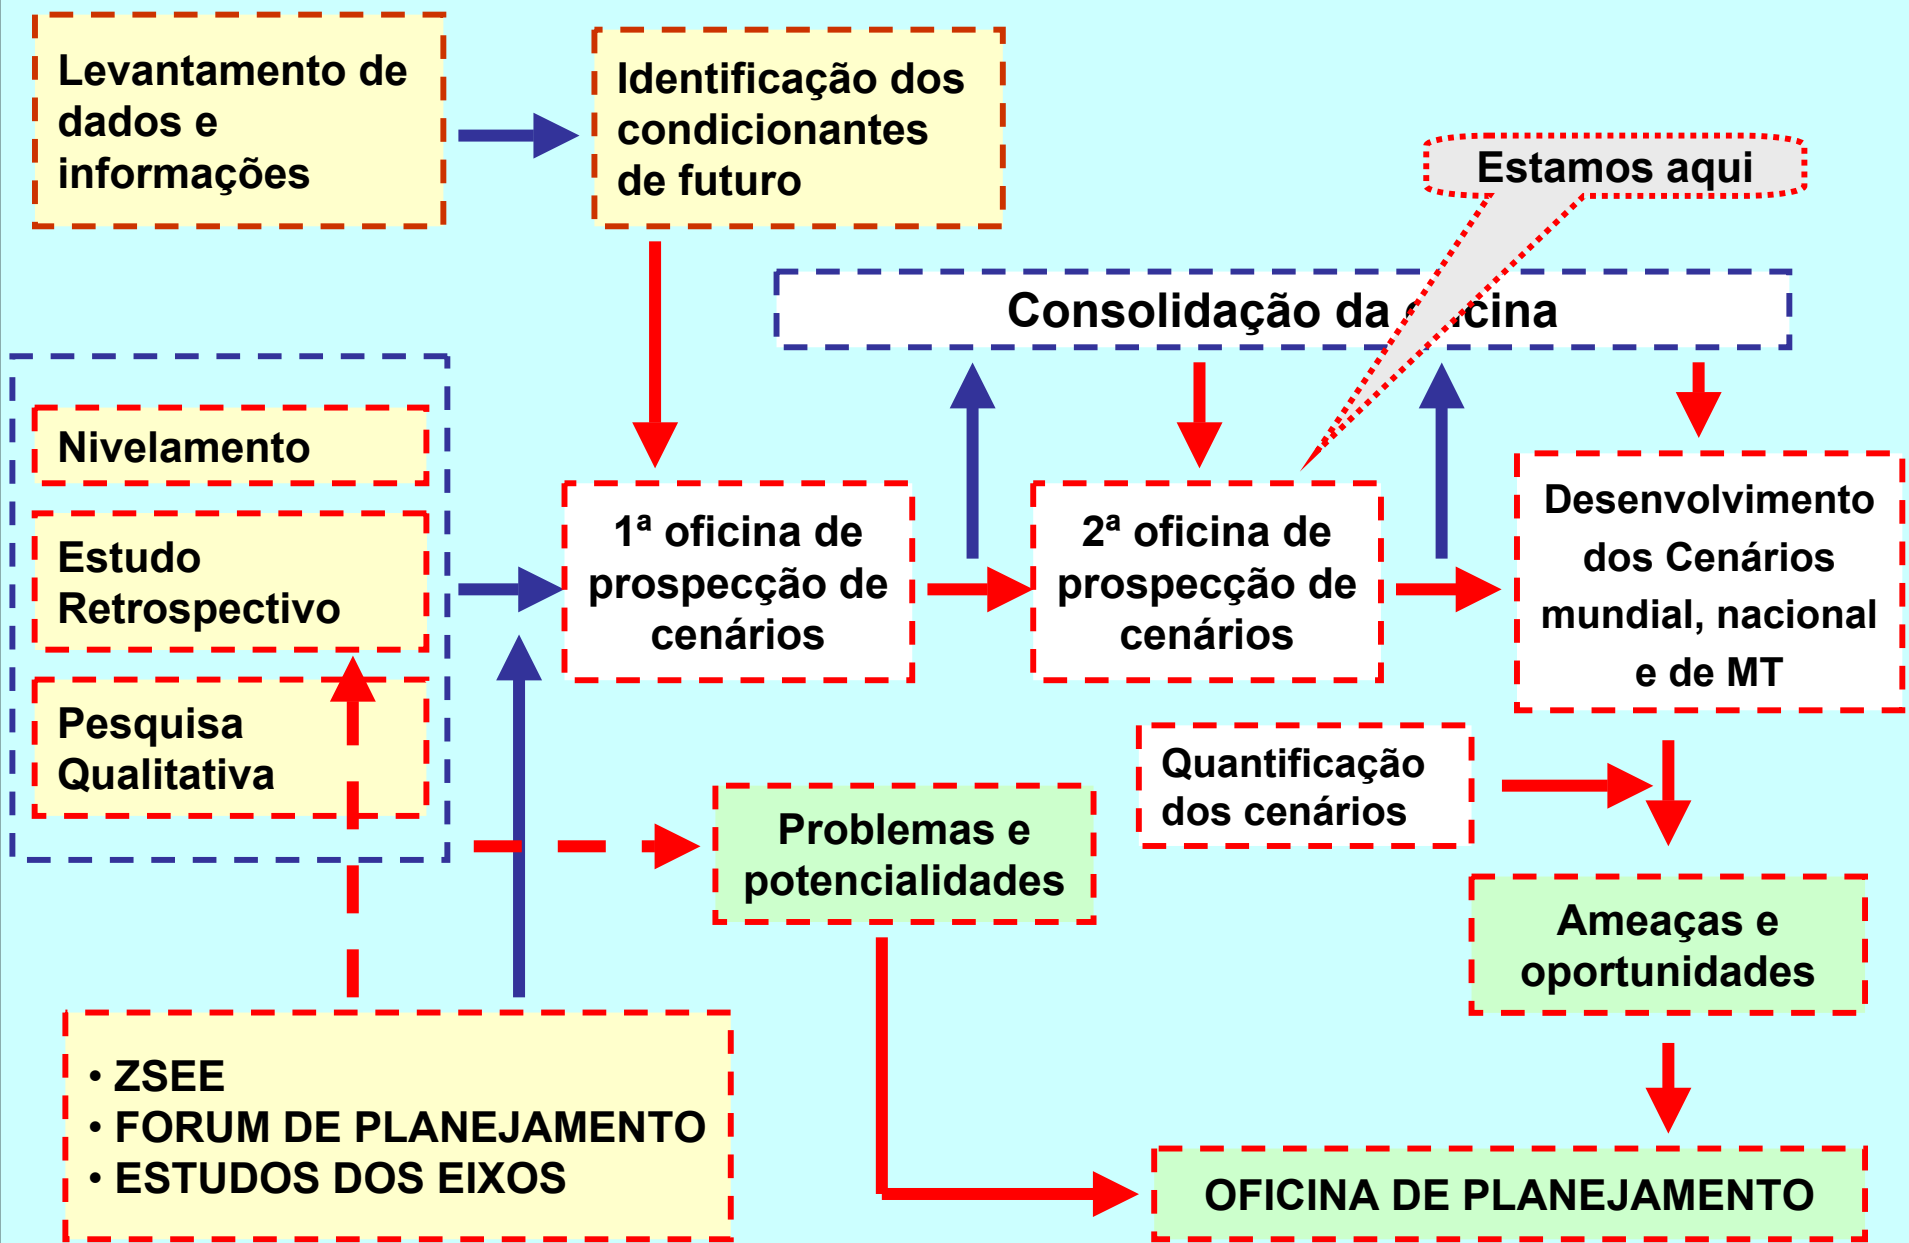 Levantamento de
dados e
informações
Identificação dos
condicionantes
de futuro
Estamos aqui
Consolidação da cina
Nivelamento
Estudo
Retrospectivo
Pesquisa
Qualitativa
1ª oficina de
prospecção de
cenários
2ª oficina de
prospecção de
cenários
Desenvolvimento
dos Cenários
mundial, nacional
e de MT
Quantificação
dos cenários
Problemas e
potencialidades
Ameaças e
oportunidades
• ZSEE
• FORUM DE PLANEJAMENTO
• ESTUDOS DOS EIXOS
OFICINA DE PLANEJAMENTO